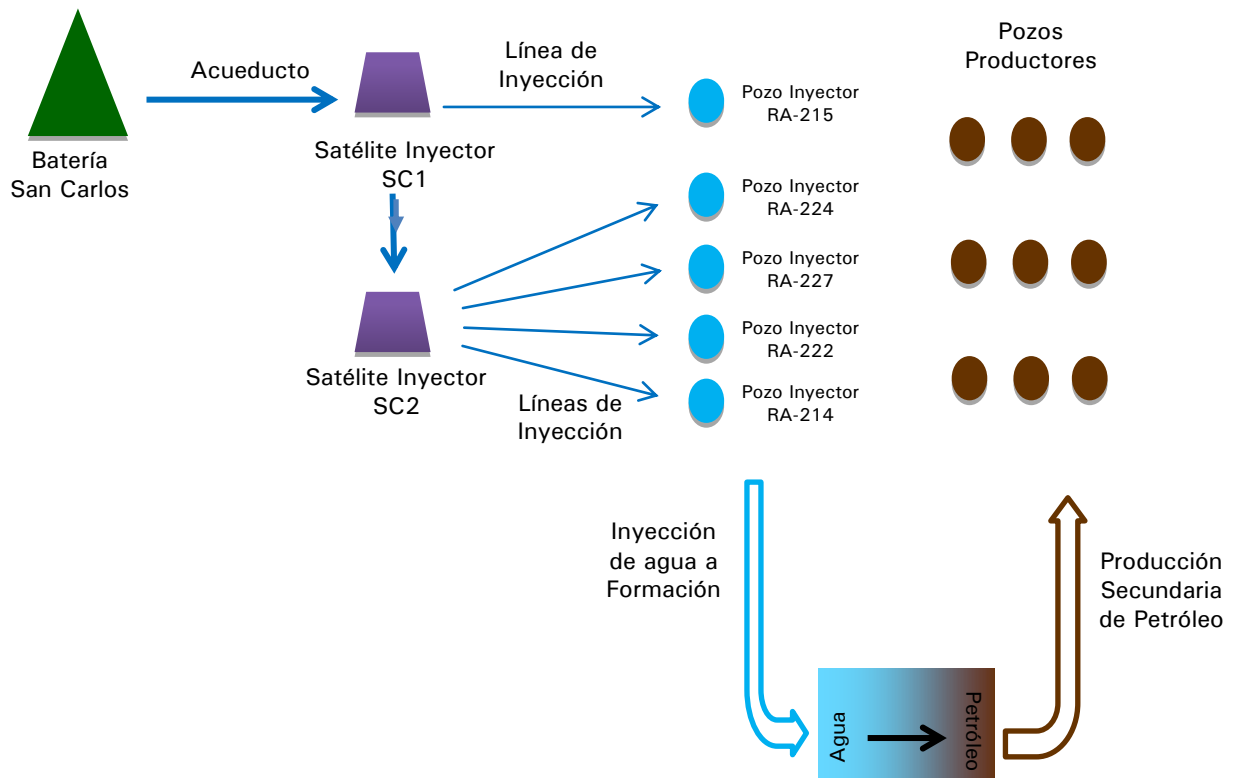 Batería
San Carlos
Acueducto
Satélite Inyector
SC1
Línea de
Inyección
Satélite Inyector
SC2
Líneas de
Inyección
Pozo Inyector
RA-215
Pozo Inyector
RA-224
Pozo Inyector
RA-227
Pozo Inyector
RA-222
Pozo Inyector
RA-214
Pozos
Productores
Inyección
de agua a
Formación
Agua
Petróleo
Producción
Secundaria
de Petróleo